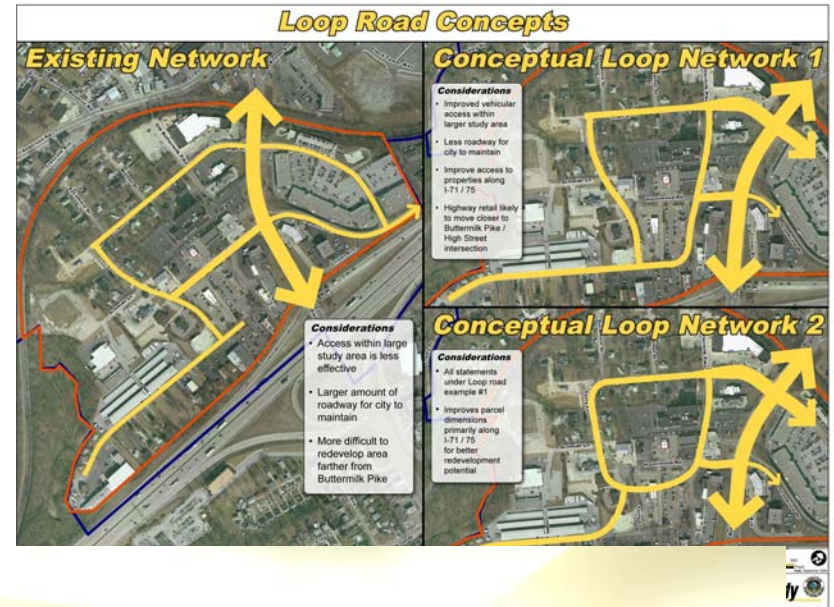 Loop Road Concepts
Existing Network
Considerations
• Access within large
study area is less
effective
• Larger amount of
roadway for city to
maintain
• More difficult to
redevelop area
farther from
Buttermilk Pike
Conceptual Loop Network 1
Considerations
• Improved vehicular
access within
larger study area
• Less roadway for
city to maintain
• Improve access to
properties along
I-71 / 75
• Highway retail likely
to move closer to
Buttermilk Pike /
High Street
intersection
Conceptual Loop Network 2
Considerations
• All statements
under Loop road
example #1
• Improves parcel
dimensions
primarily along
I-71 / 75
for better
redevelopment
potential